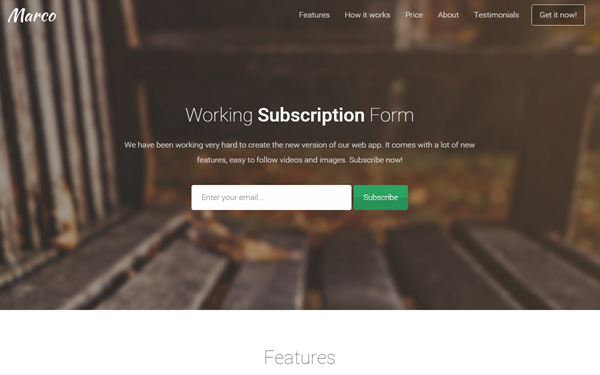 Marco
Features How it works Price About Testimonials Get it now!
Working Subscription Form
We have been working very hard to create the new version of our web app. It comes with a lot of new
features, easy to follow videos and images. Subscribe now!
Enter your email... Subscribe
Features